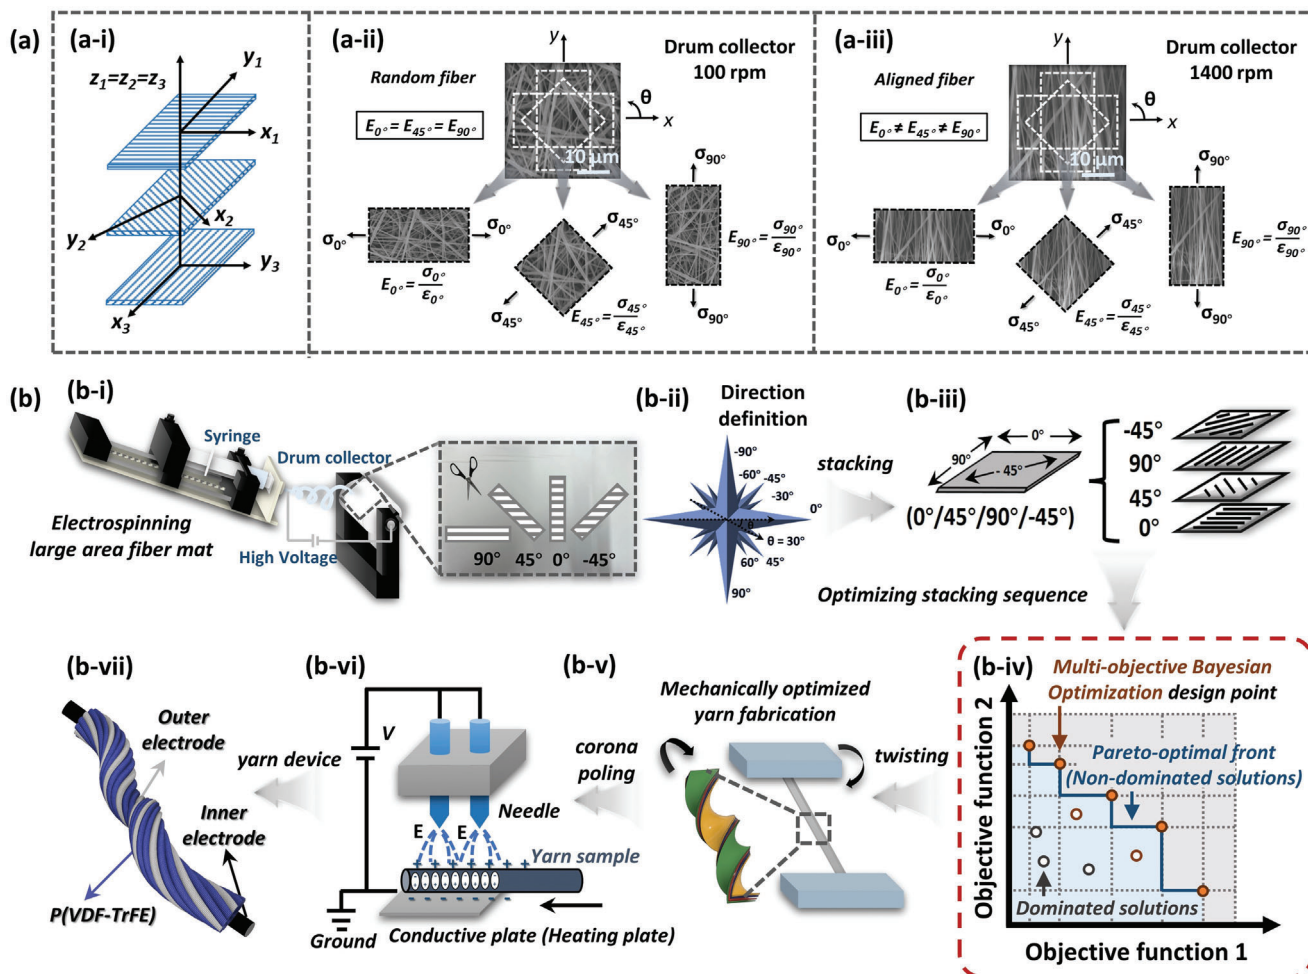 (a)
(a-i)
z₁=z₂=z₃
y₁
x₁
x₂
y₂
y₃
x₃
(a-ii)
y
Drum collector
100 rpm
Random fiber
θ
x
E₀° = E₄₅° = E₉₀°
10 μm
σ₉₀°
σ₀°
σ₀°
σ₄₅°
E₉₀° = σ₉₀°/ε₉₀°
E₀° = σ₀°/ε₀°
σ₄₅°
E₄₅° = σ₄₅°/ε₄₅°
σ₉₀°
(a-iii)
y
Drum collector
1400 rpm
Aligned fiber
θ
x
E₀° ≠ E₄₅° ≠ E₉₀°
10 μm
σ₉₀°
σ₀°
σ₀°
σ₄₅°
E₉₀° = σ₉₀°/ε₉₀°
E₀° = σ₀°/ε₀°
σ₄₅°
E₄₅° = σ₄₅°/ε₄₅°
σ₉₀°
(b)
(b-i)
Syringe
Drum collector
Electrospinning
large area fiber mat
High Voltage
90° 45° 0° -45°
(b-ii)
Direction
definition
-90°
-60°
-45°
-30°
0°
θ
θ = 30°
60°
45°
90°
stacking
(b-iii)
0°
90°
- 45°
(0°/45°/90°/-45°)
-45°
90°
45°
0°
Optimizing stacking sequence
(b-iv)
Multi-objective Bayesian
Optimization design point
Pareto-optimal front
(Non-dominated solutions)
Dominated solutions
Objective function 2
Objective function 1
twisting
(b-v)
Mechanically optimized
yarn fabrication
corona
poling
(b-vi)
V
Needle
E
E
Yarn sample
Ground
Conductive plate (Heating plate)
yarn device
(b-vii)
Outer
electrode
Inner
electrode
P(VDF-TrFE)